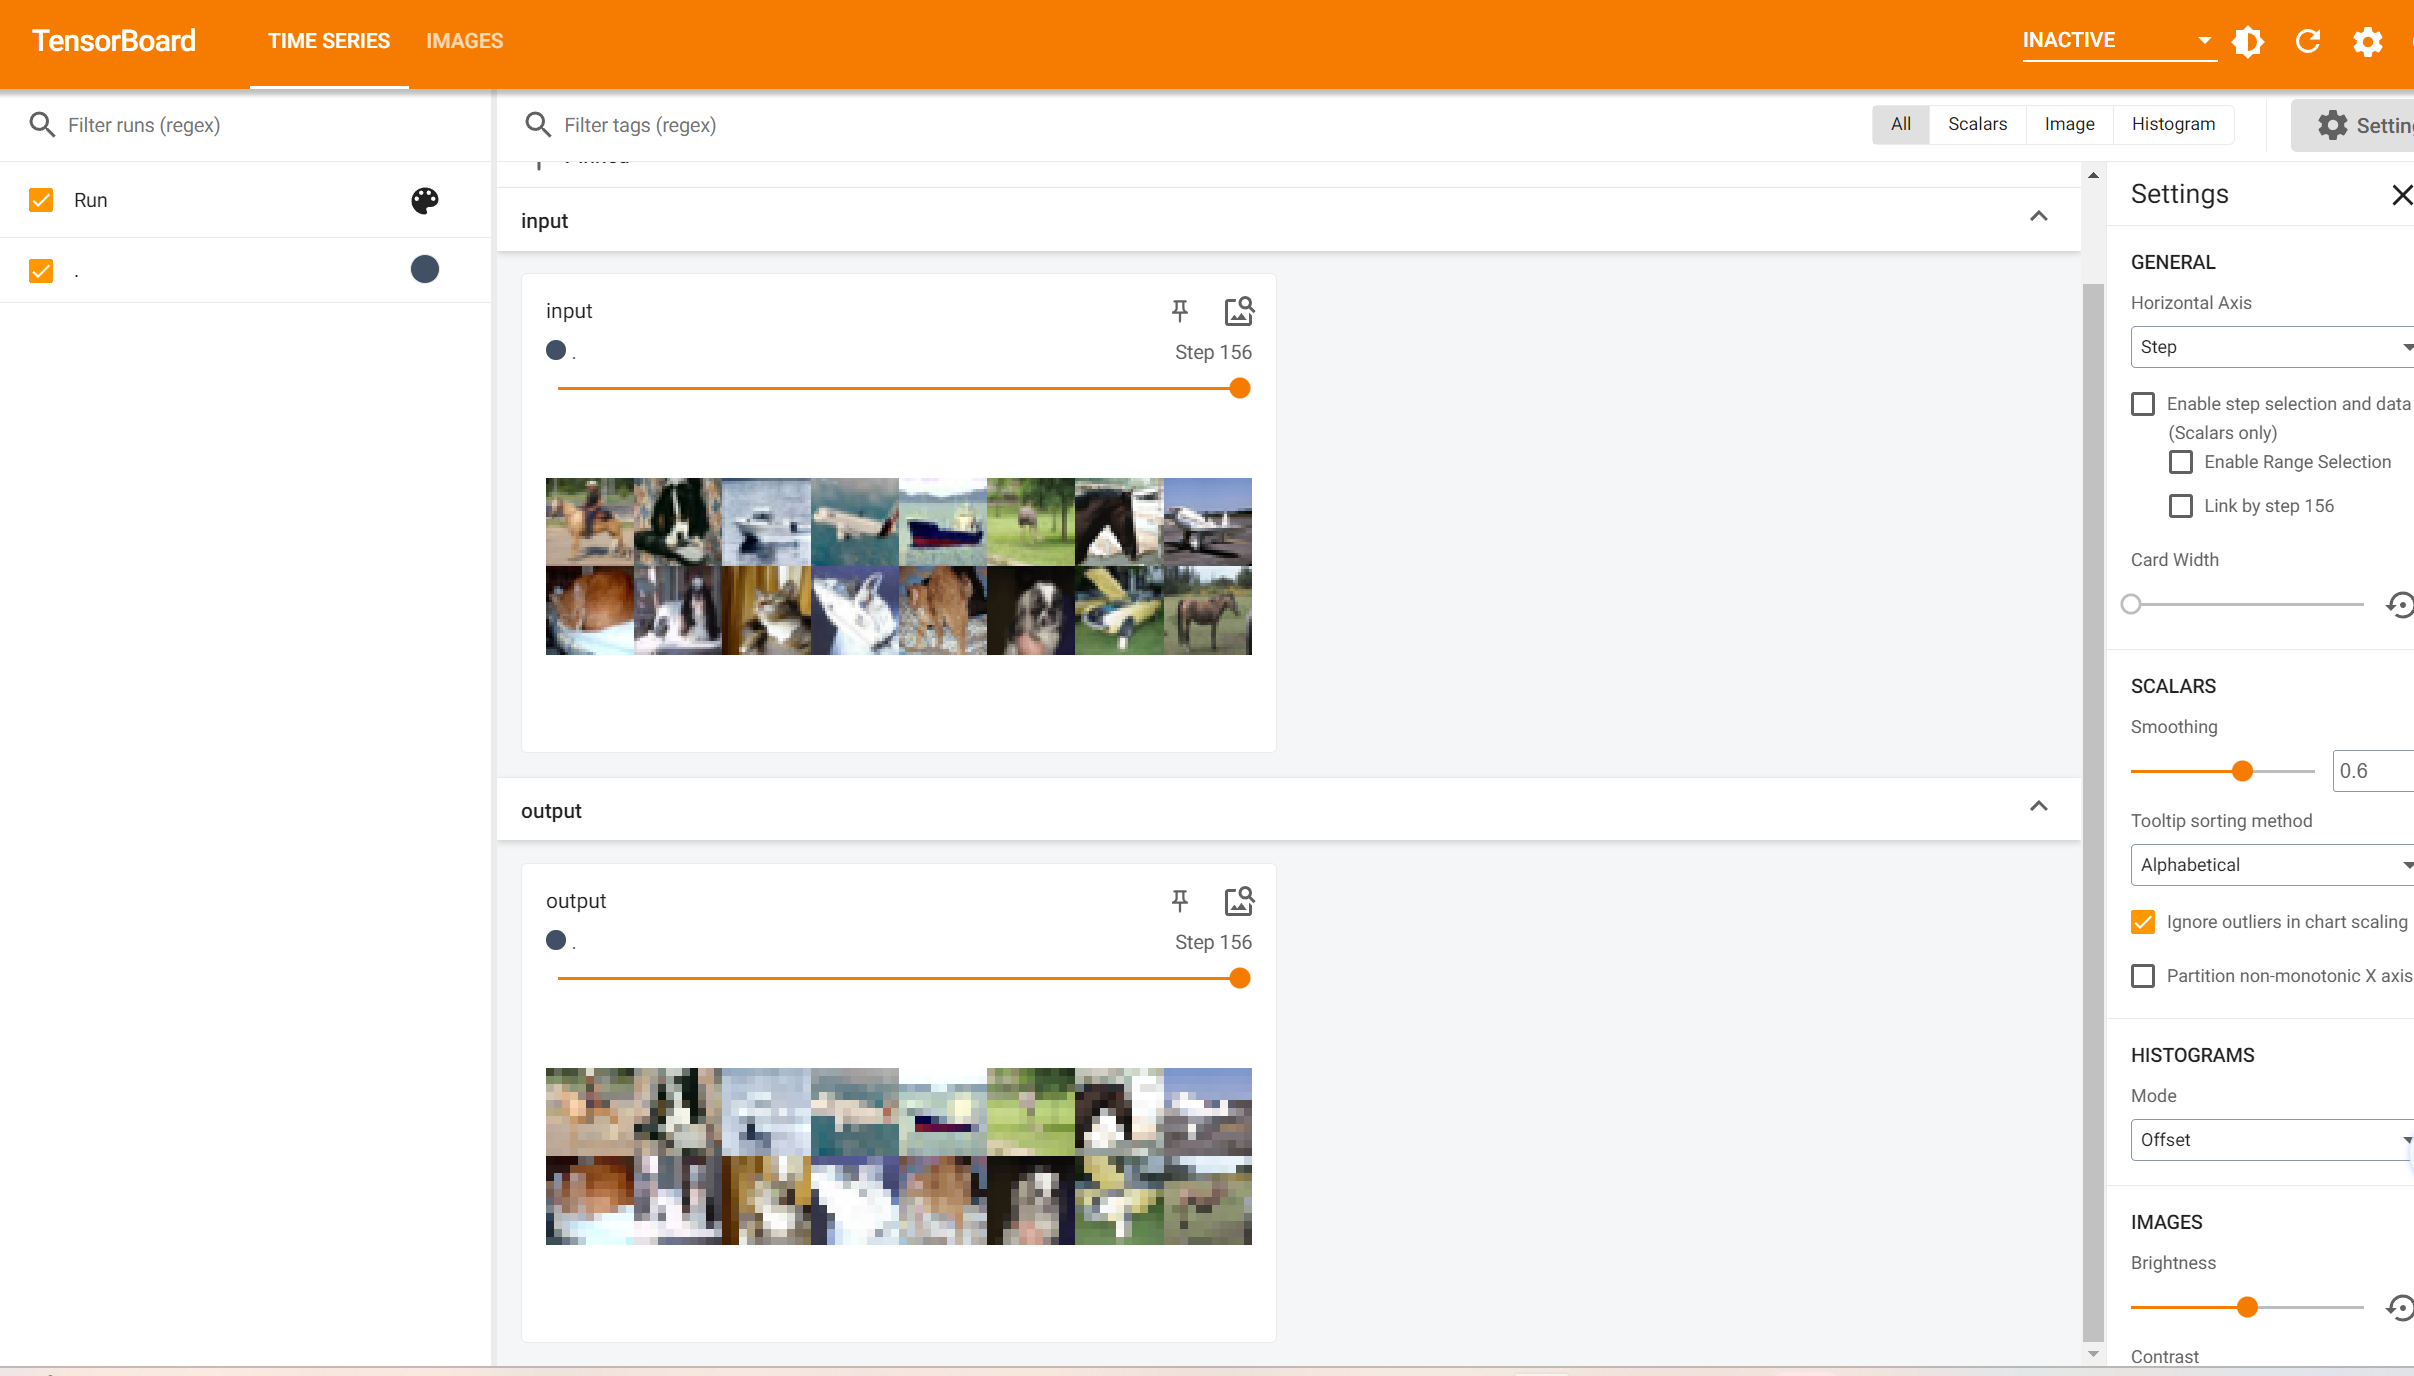 TensorBoard
TIME SERIES
IMAGES
INACTIVE
Filter runs (regex)
Filter tags (regex)
All
Scalars
Image
Histogram
Run
.
input
input
.
Step 156
output
output
.
Step 156
Settings
GENERAL
Horizontal Axis
Step
Enable step selection and data
(Scalars only)
Enable Range Selection
Link by step 156
Card Width
SCALARS
Smoothing
0.6
Tooltip sorting method
Alphabetical
Ignore outliers in chart scaling
Partition non-monotonic X axis
HISTOGRAMS
Mode
Offset
IMAGES
Brightness
Contrast